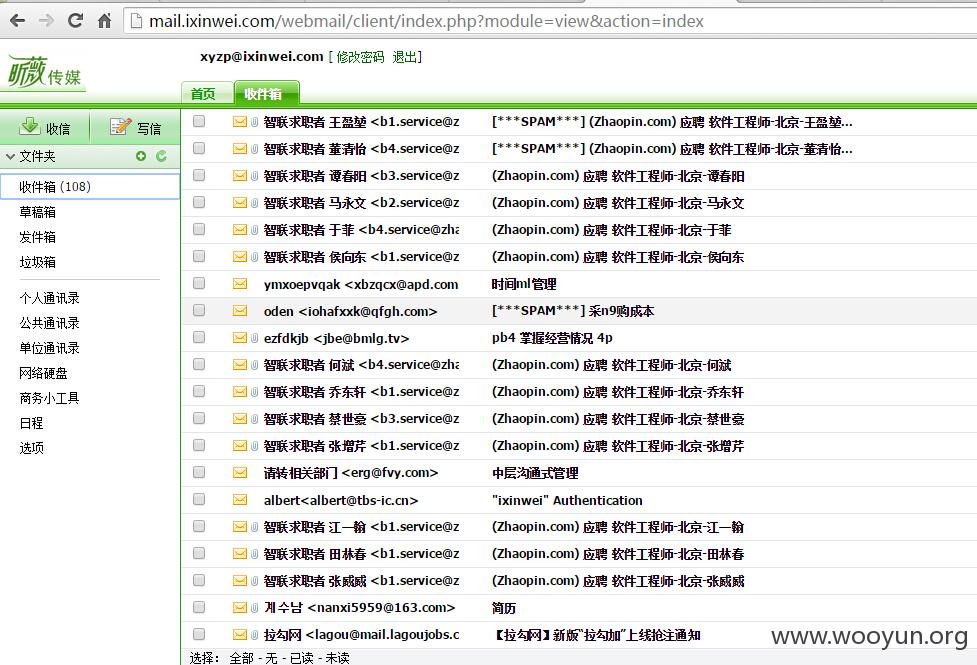 mail.ixinwei.com/webmail/client/index.php?module=view&action=index
昕薇传媒
xyzp@ixinwei.com [ 修改密码 退出]
首页 收件箱
收信 写信
文件夹
收件箱 (108)
草稿箱
发件箱
垃圾箱
个人通讯录
公共通讯录
单位通讯录
网络硬盘
商务小工具
日程
选项
智联求职者 王盈堃 <b1.service@z [***SPAM***] (Zhaopin.com) 应聘 软件工程师-北京-王盈堃...
智联求职者 董清怡 <b4.service@z [***SPAM***] (Zhaopin.com) 应聘 软件工程师-北京-董清怡...
智联求职者 谭春阳 <b3.service@z (Zhaopin.com) 应聘 软件工程师-北京-谭春阳
智联求职者 马永文 <b2.service@z (Zhaopin.com) 应聘 软件工程师-北京-马永文
智联求职者 于菲 <b4.service@zha (Zhaopin.com) 应聘 软件工程师-北京-于菲
智联求职者 侯向东 <b1.service@z (Zhaopin.com) 应聘 软件工程师-北京-侯向东
ymxoepvqak <xbzqcx@apd.com 时间ml管理
oden <iohafxxk@qfgh.com> [***SPAM***] 采n9购成本
ezfdkjb <jbe@bmlg.tv> pb4 掌握经营情况 4p
智联求职者 何斌 <b4.service@zha (Zhaopin.com) 应聘 软件工程师-北京-何斌
智联求职者 乔东轩 <b1.service@z (Zhaopin.com) 应聘 软件工程师-北京-乔东轩
智联求职者 蔡世豪 <b3.service@z (Zhaopin.com) 应聘 软件工程师-北京-蔡世豪
智联求职者 张增芹 <b1.service@z (Zhaopin.com) 应聘 软件工程师-北京-张增芹
请转相关部门 <erg@fvy.com> 中层沟通式管理
albert<albert@tbs-ic.cn> "ixinwei" Authentication
智联求职者 江一翰 <b1.service@z (Zhaopin.com) 应聘 软件工程师-北京-江一翰
智联求职者 田林春 <b1.service@z (Zhaopin.com) 应聘 软件工程师-北京-田林春
智联求职者 张威威 <b1.service@z (Zhaopin.com) 应聘 软件工程师-北京-张威威
계수남 <nanxi5959@163.com> 简历
拉勾网 <lagou@mail.lagoujobs.c 【拉勾网】新版“拉勾加”上线抢注通知
选择: 全部 - 无 - 已读 - 未读
www.wooyun.org